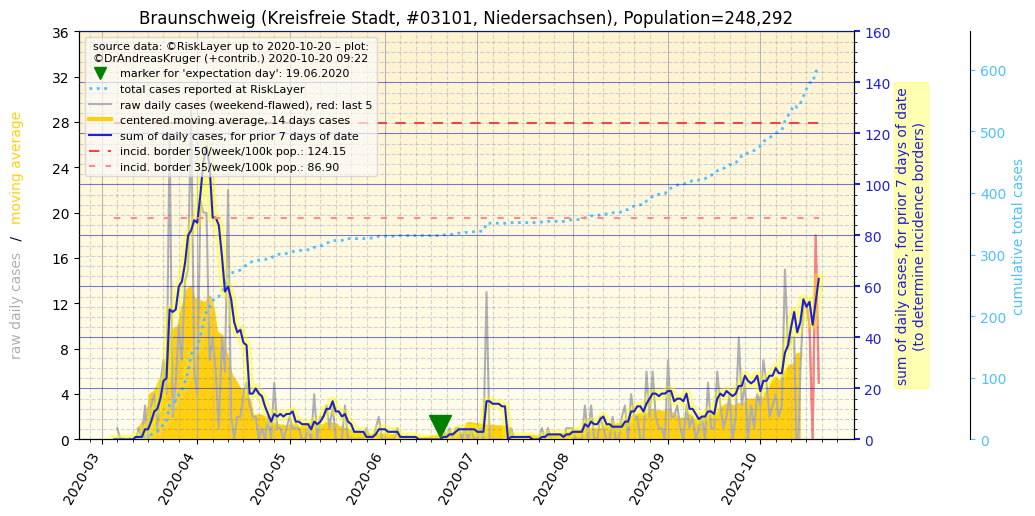 Braunschweig (Kreisfreie Stadt, #03101, Niedersachsen), Population=248,292
source data: ©RiskLayer up to 2020-10-20 – plot:
©DrAndreasKruger (+contrib.) 2020-10-20 09:22
marker for 'expectation day': 19.06.2020
total cases reported at RiskLayer
raw daily cases (weekend-flawed), red: last 5
centered moving average, 14 days cases
sum of daily cases, for prior 7 days of date
incid. border 50/week/100k pop.: 124.15
incid. border 35/week/100k pop.: 86.90
raw daily cases / moving average
36
32
28
24
20
16
12
8
4
0
160
140
120
100
80
60
40
20
0
sum of daily cases, for prior 7 days of date
(to determine incidence borders)
600
500
400
300
200
100
0
cumulative total cases
2020-03
2020-04
2020-05
2020-06
2020-07
2020-08
2020-09
2020-10